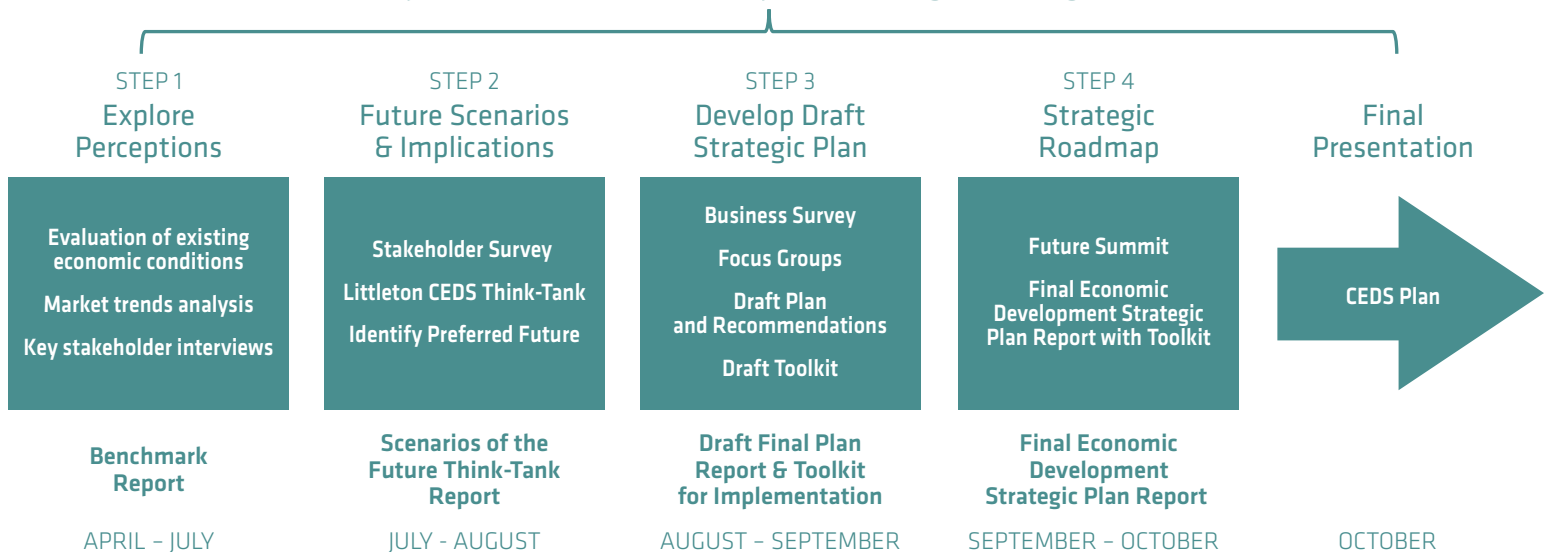 STEP 1
Explore
Perceptions
Evaluation of existing
economic conditions
Market trends analysis
Key stakeholder interviews
Benchmark
Report
APRIL – JULY
STEP 2
Future Scenarios
& Implications
Stakeholder Survey
Littleton CEDS Think-Tank
Identify Preferred Future
Scenarios of the
Future Think-Tank
Report
JULY - AUGUST
STEP 3
Develop Draft
Strategic Plan
Business Survey
Focus Groups
Draft Plan
and Recommendations
Draft Toolkit
Draft Final Plan
Report & Toolkit
for Implementation
AUGUST – SEPTEMBER
STEP 4
Strategic
Roadmap
Future Summit
Final Economic
Development Strategic
Plan Report with Toolkit
Final Economic
Development
Strategic Plan Report
SEPTEMBER – OCTOBER
Final
Presentation
CEDS Plan
OCTOBER